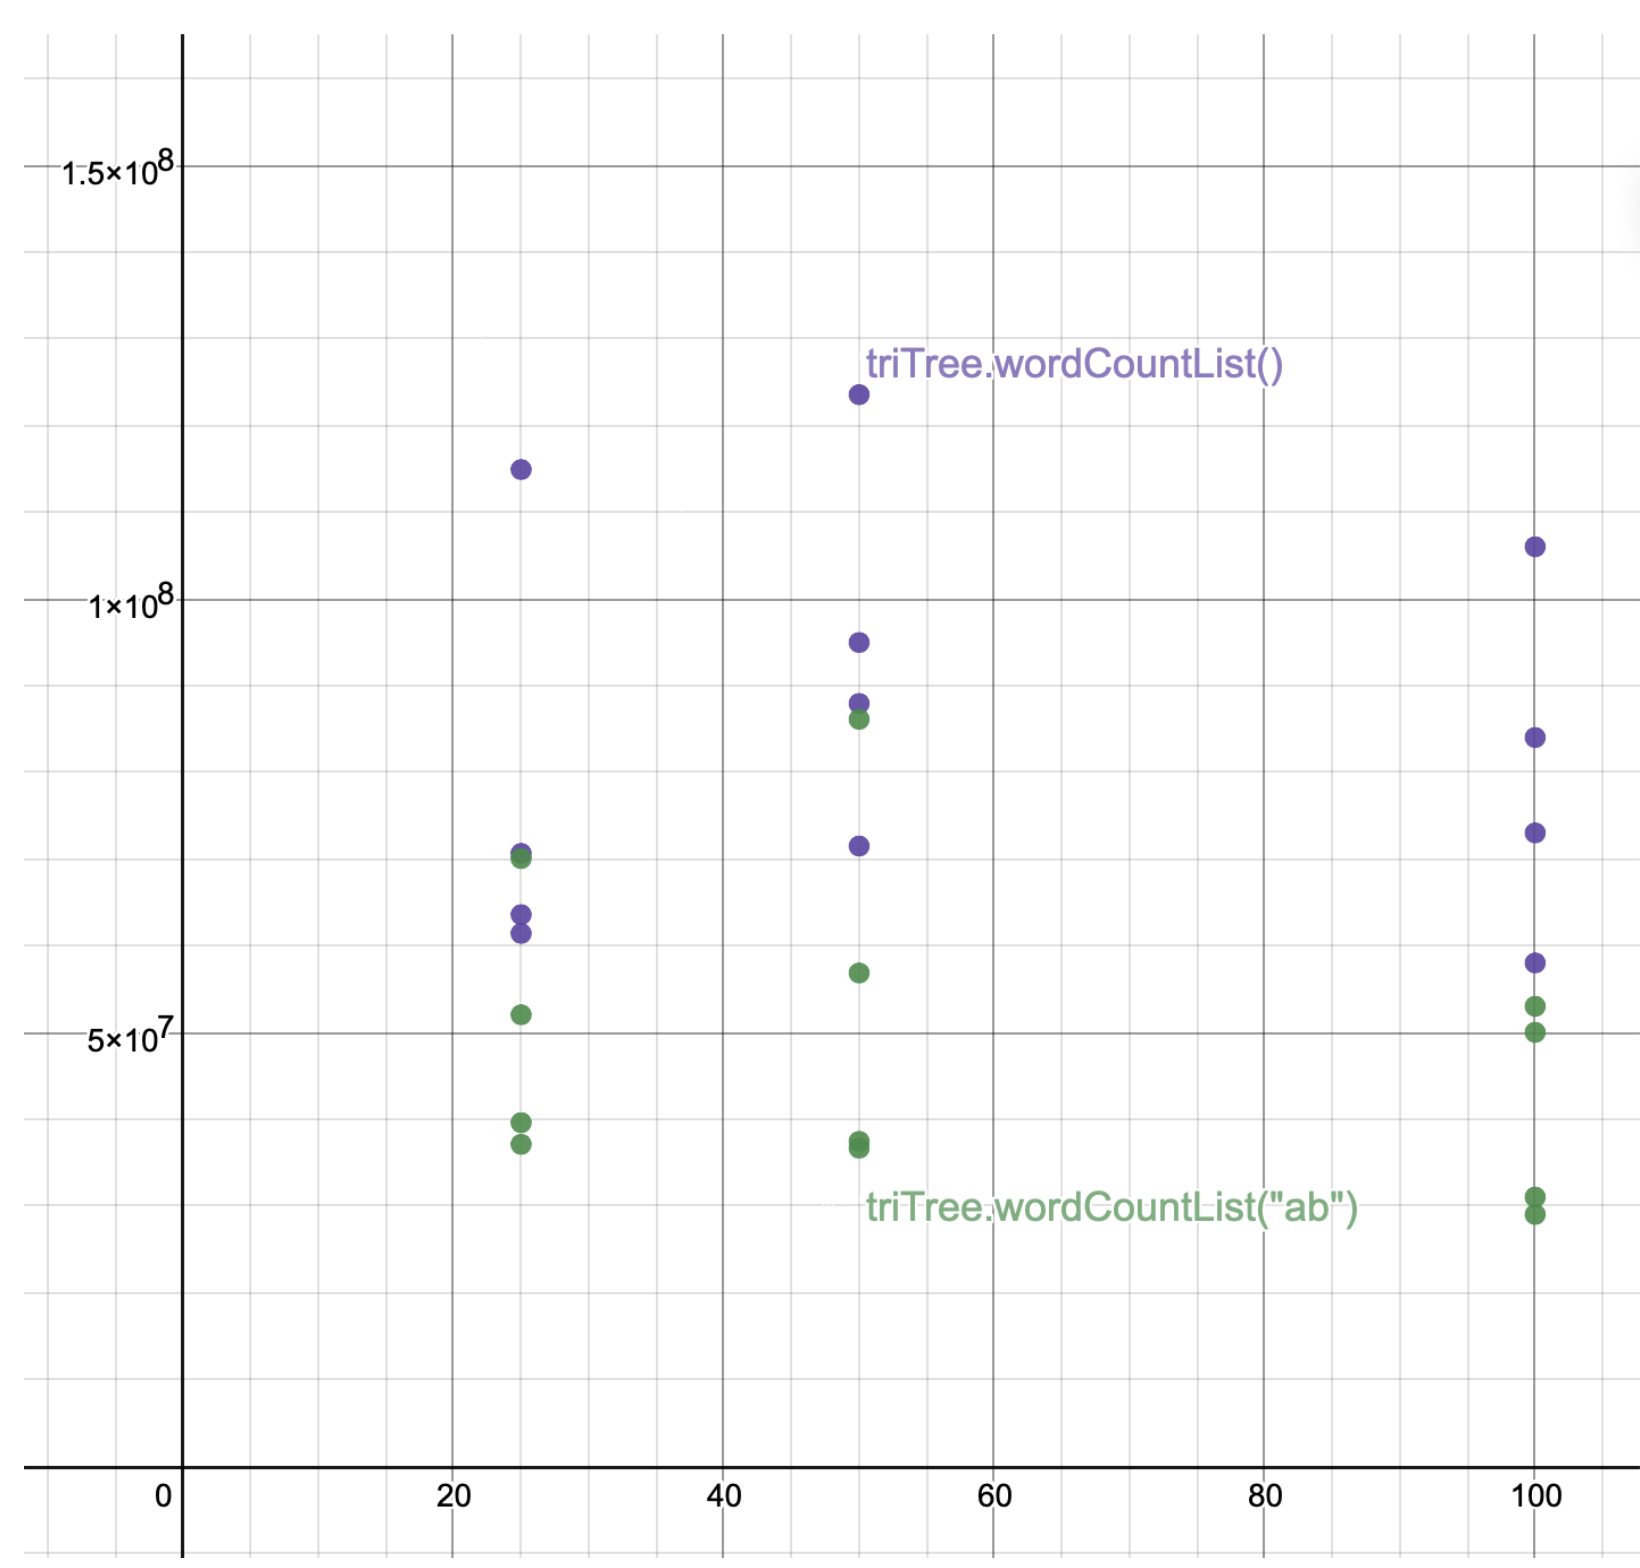 1.5×10⁸
triTree.wordCountList()
1×10⁸
5×10⁷
triTree.wordCountList("ab")
0 20 40 60 80 100